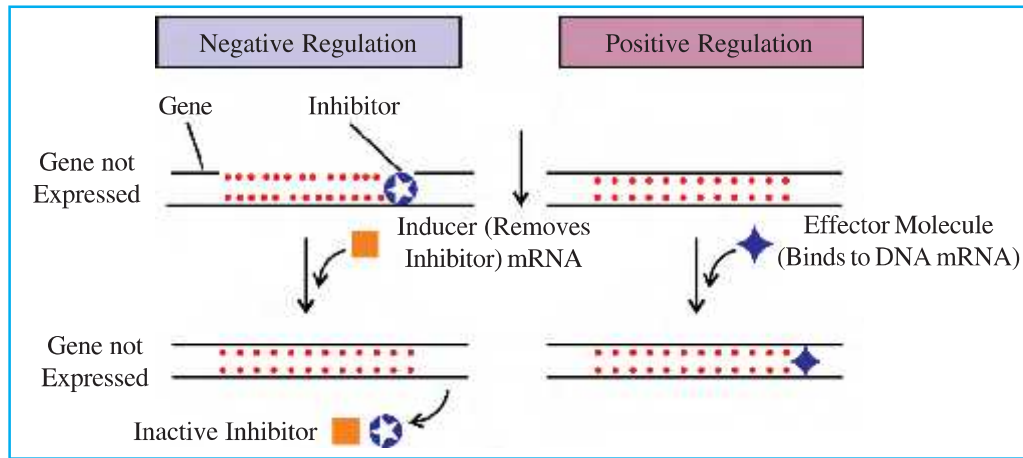 Negative Regulation
Positive Regulation
Gene
Inhibitor
Gene not
Expressed
Inducer (Removes
Inhibitor) mRNA
Effector Molecule
(Binds to DNA mRNA)
Gene not
Expressed
Inactive Inhibitor